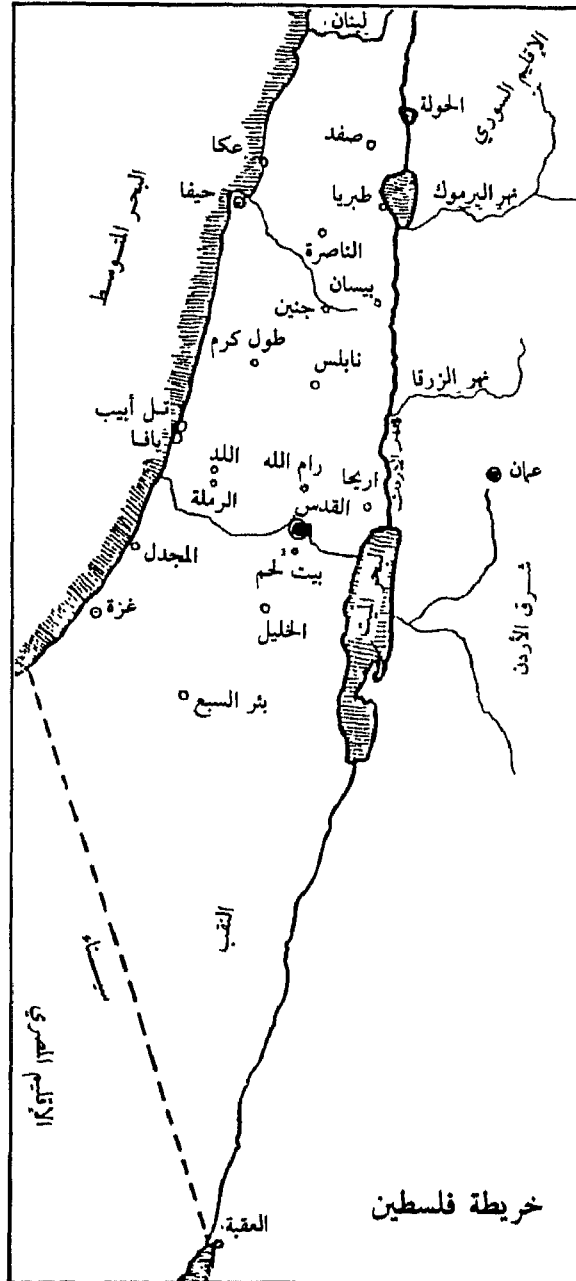 لبنان
الإقليم السوري
الحولة
صفد
عكا
البحر المتوسط
حيفا
طبريا
نهر اليرموك
الناصرة
بيسان
جنين
طول كرم
نابلس
نهر الزرقا
تل أبيب
يافا
اللد
رام الله
اريحا
نهر الأردن
عمان
الرملة
القدس
المجدل
بيت لحم
البحر الميت
شرق الأردن
غزة
الخليل
بئر السبع
النقب
سيناء
الإقليم المصري
العقبة
خريطة فلسطين